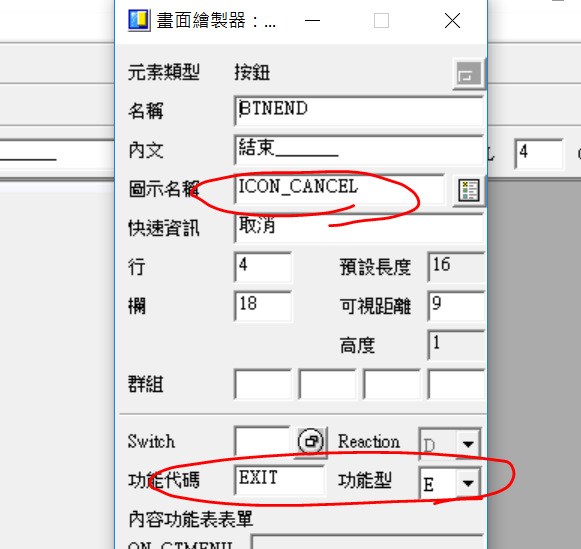 畫面繪製器：...
元素類型 按鈕
名稱 BTNEND
內文 結束______
L 4
圖示名稱 ICON_CANCEL
快速資訊 取消
行 4 預設長度 16
欄 18 可視距離 9
高度 1
群組
Switch Reaction D
功能代碼 EXIT 功能型 E
內容功能表表單
ON_CTMENU